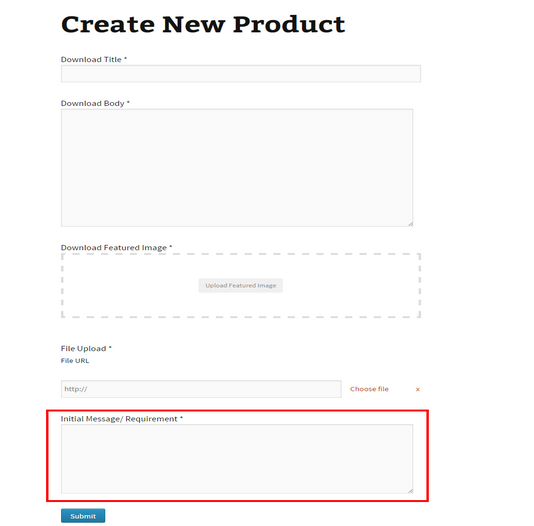 Create New Product
Download Title *
Download Body *
Download Featured Image *
Upload Featured Image
File Upload *
File URL
http://
Choose file
x
Initial Message/ Requirement *
Submit